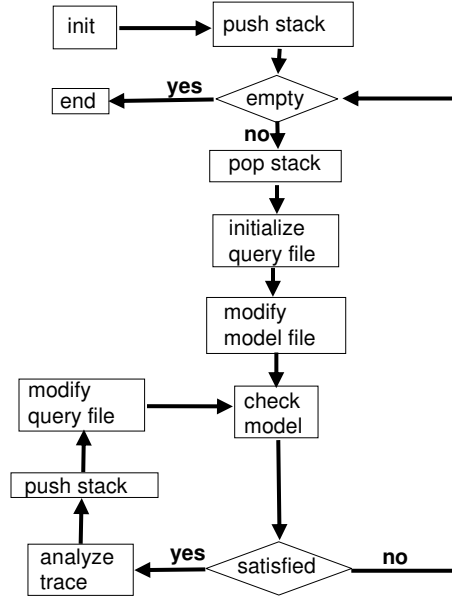 init
push stack
end
yes
empty
no
pop stack
initialize
query file
modify
model file
modify
query file
check
model
push stack
analyze
trace
yes
satisfied
no